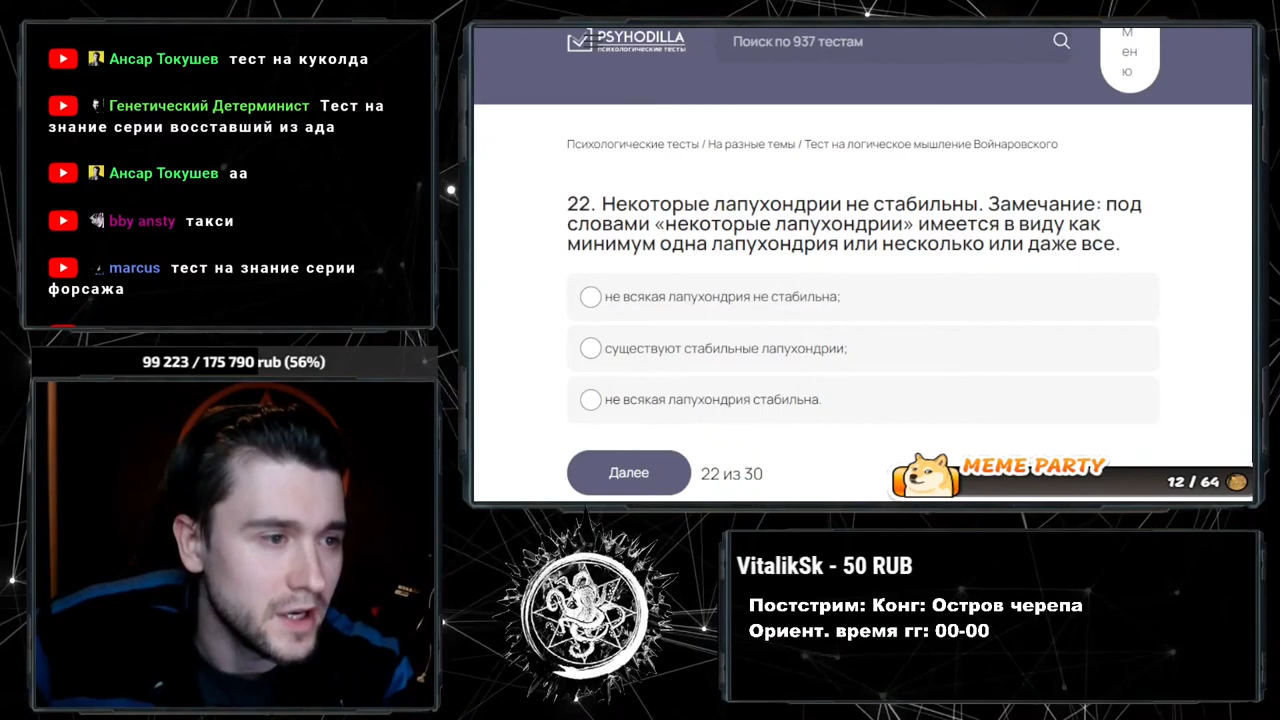 Ансар Токушев тест на куколда
Генетический Детерминист Тест на
знание серии восставший из ада
Ансар Токушев аа
bby ansty такси
marcus тест на знание серии
форсажа
99 223 / 175 790 rub (56%)
PSYHODILLA
ПСИХОЛОГИЧЕСКИЕ ТЕСТЫ
Поиск по 937 тестам
М
ен
ю
Психологические тесты / На разные темы / Тест на логическое мышление Войнаровского
22. Некоторые лапухондрии не стабильны. Замечание: под
словами «некоторые лапухондрии» имеется в виду как
минимум одна лапухондрия или несколько или даже все.
не всякая лапухондрия не стабильна;
существуют стабильные лапухондрии;
не всякая лапухондрия стабильна.
Далее
22 из 30
MEME PARTY
12 / 64
VitalikSk - 50 RUB
Постстрим: Конг: Остров черепа
Ориент. время гг: 00-00